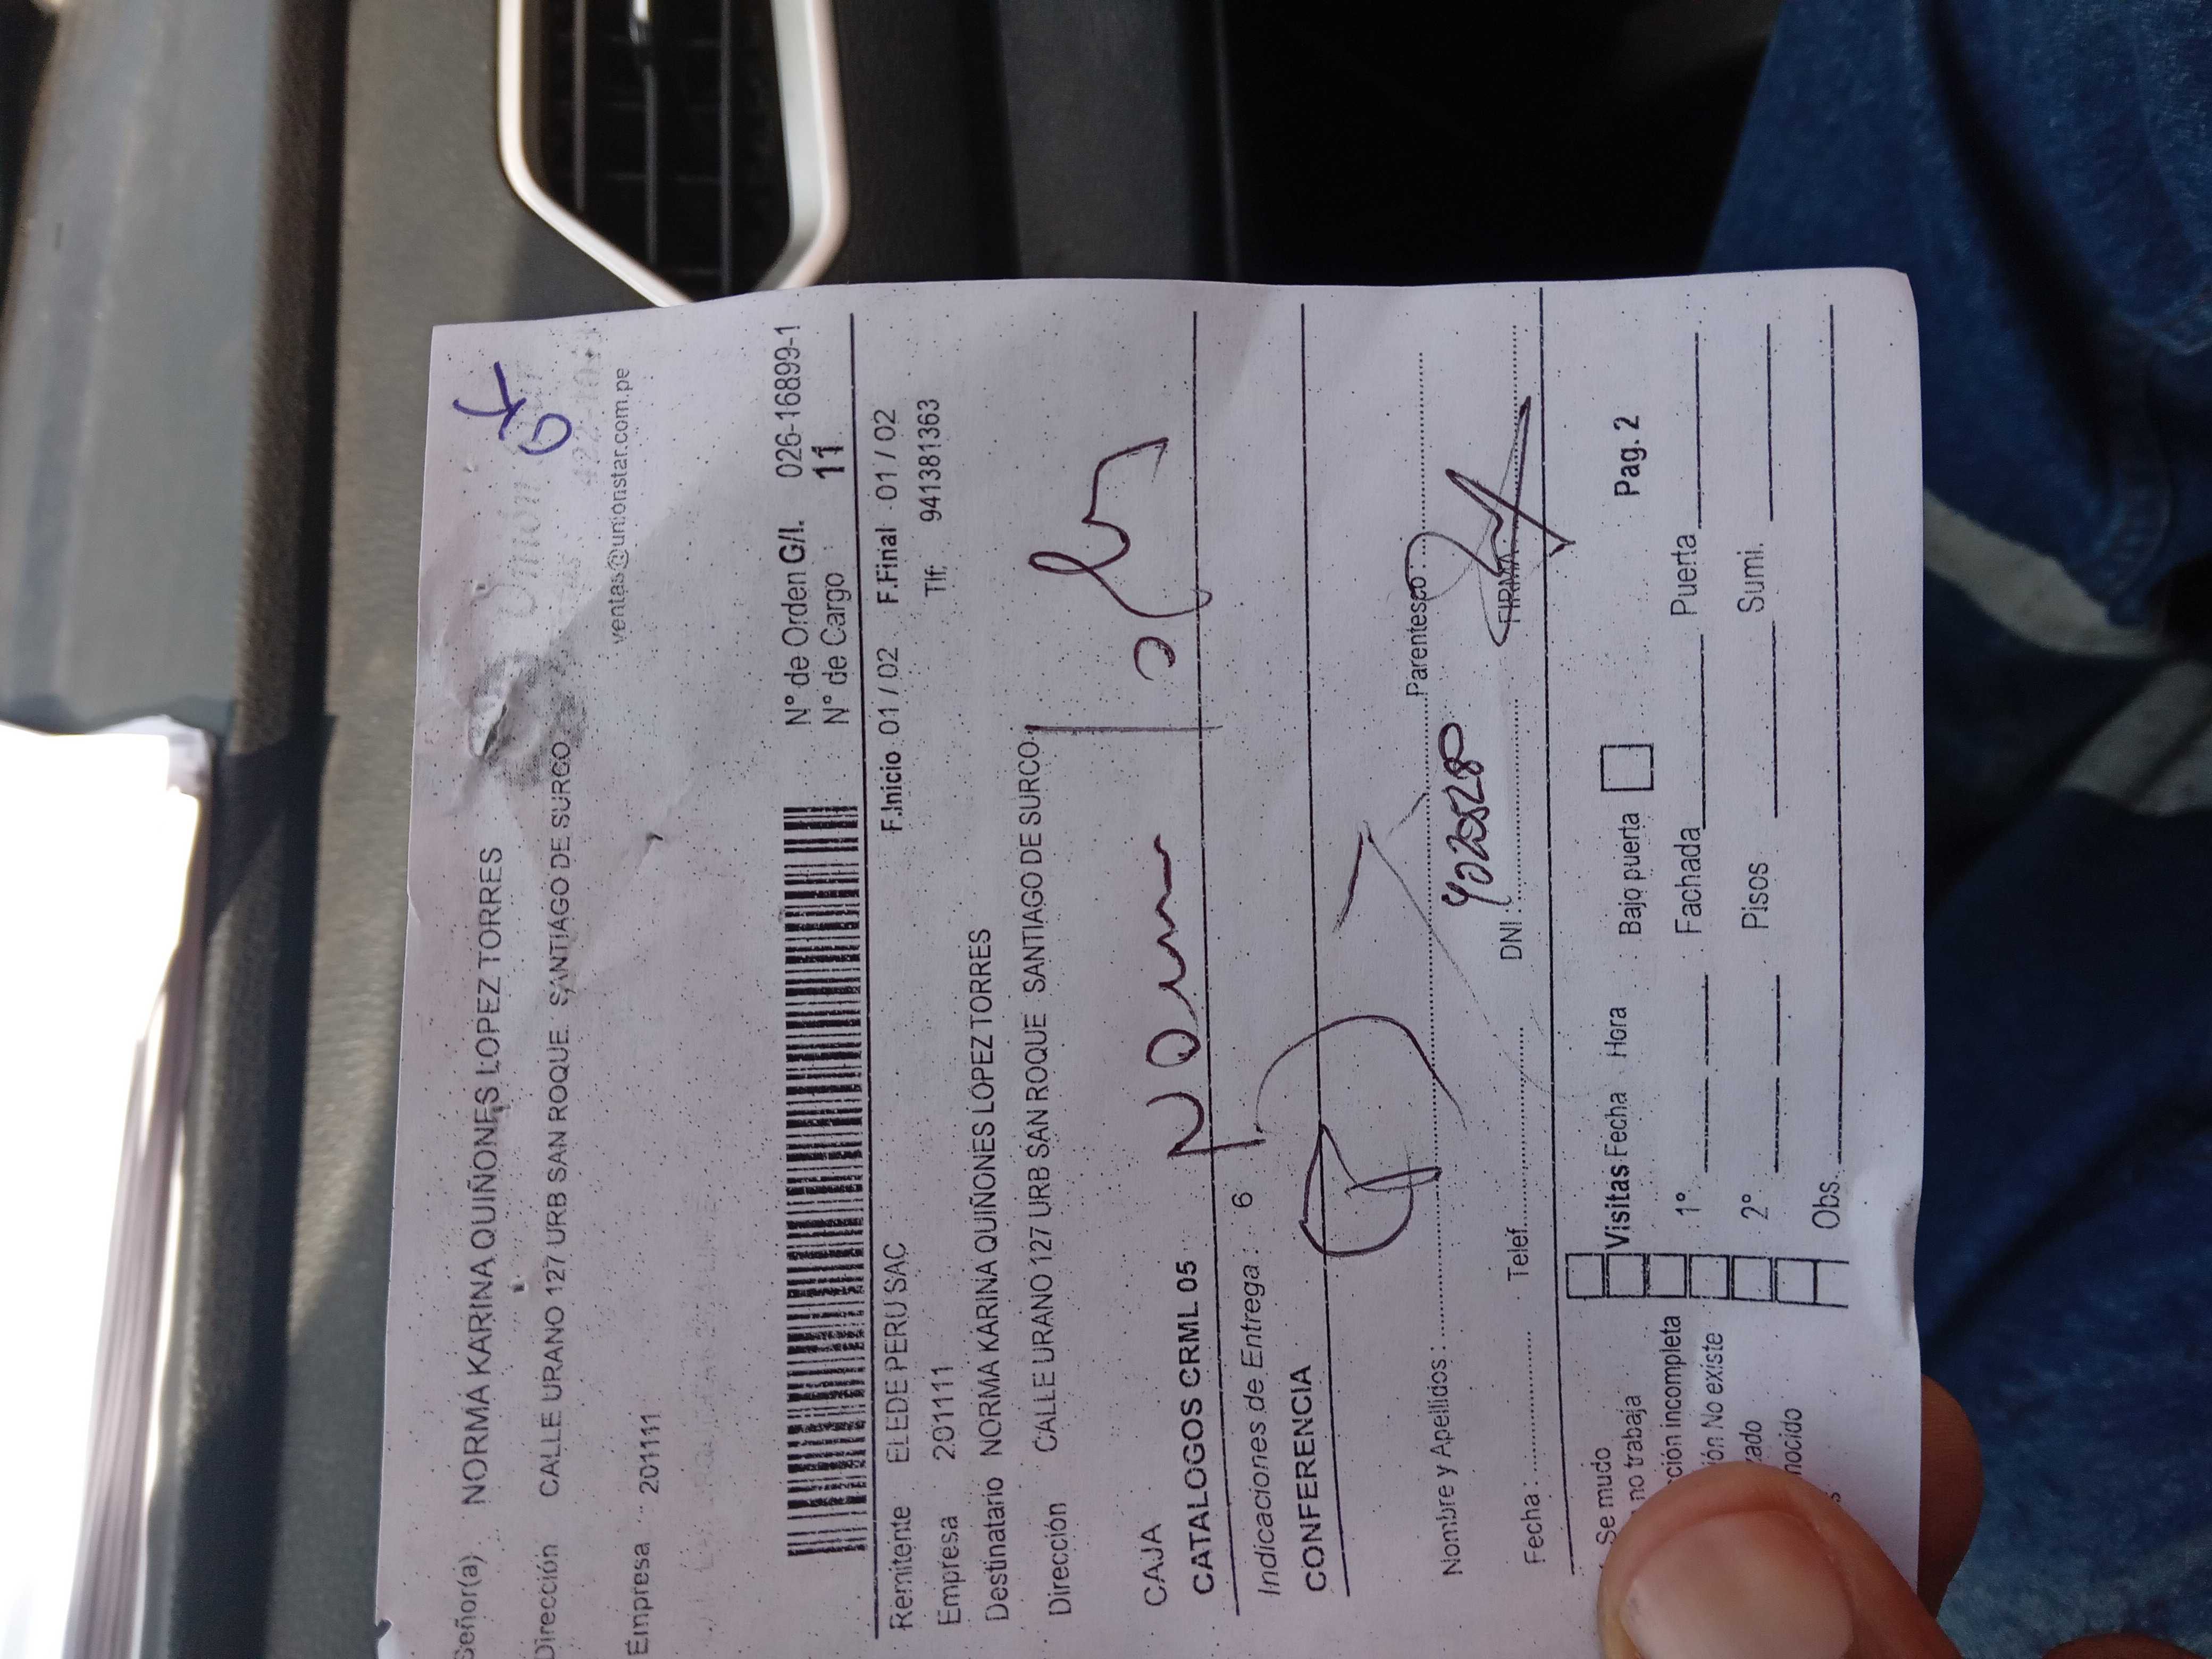 Señor(a) NORMA KARINA QUIÑONES LOPEZ TORRES
Dirección CALLE URANO 127 URB SAN ROQUE SANTIAGO DE SURCO
ventas@unionstar.com.pe
Empresa 201111
N° de Orden G/I. 026-16899-1
N° de Cargo 11
F.Inicio 01 / 02 F.Final 01 / 02
Remitente ELEDE PERU SAC
Tlf. 941381363
Empresa 201111
Destinatario NORMA KARINA QUIÑONES LOPEZ TORRES
Dirección CALLE URANO 127 URB SAN ROQUE SANTIAGO DE SURCO
CAJA
CATALOGOS CRML 05
Indicaciones de Entrega : 6
CONFERENCIA
Nombre y Apellidos : Parentesco :
Fecha : Telef. DNI : FIRMA
Se mudo
no trabaja Visitas Fecha Hora Bajo puerta Pag. 2
ción incompleta 1° Fachada Puerta
ión No existe
zado 2° Pisos Sumi.
nocido
Obs.